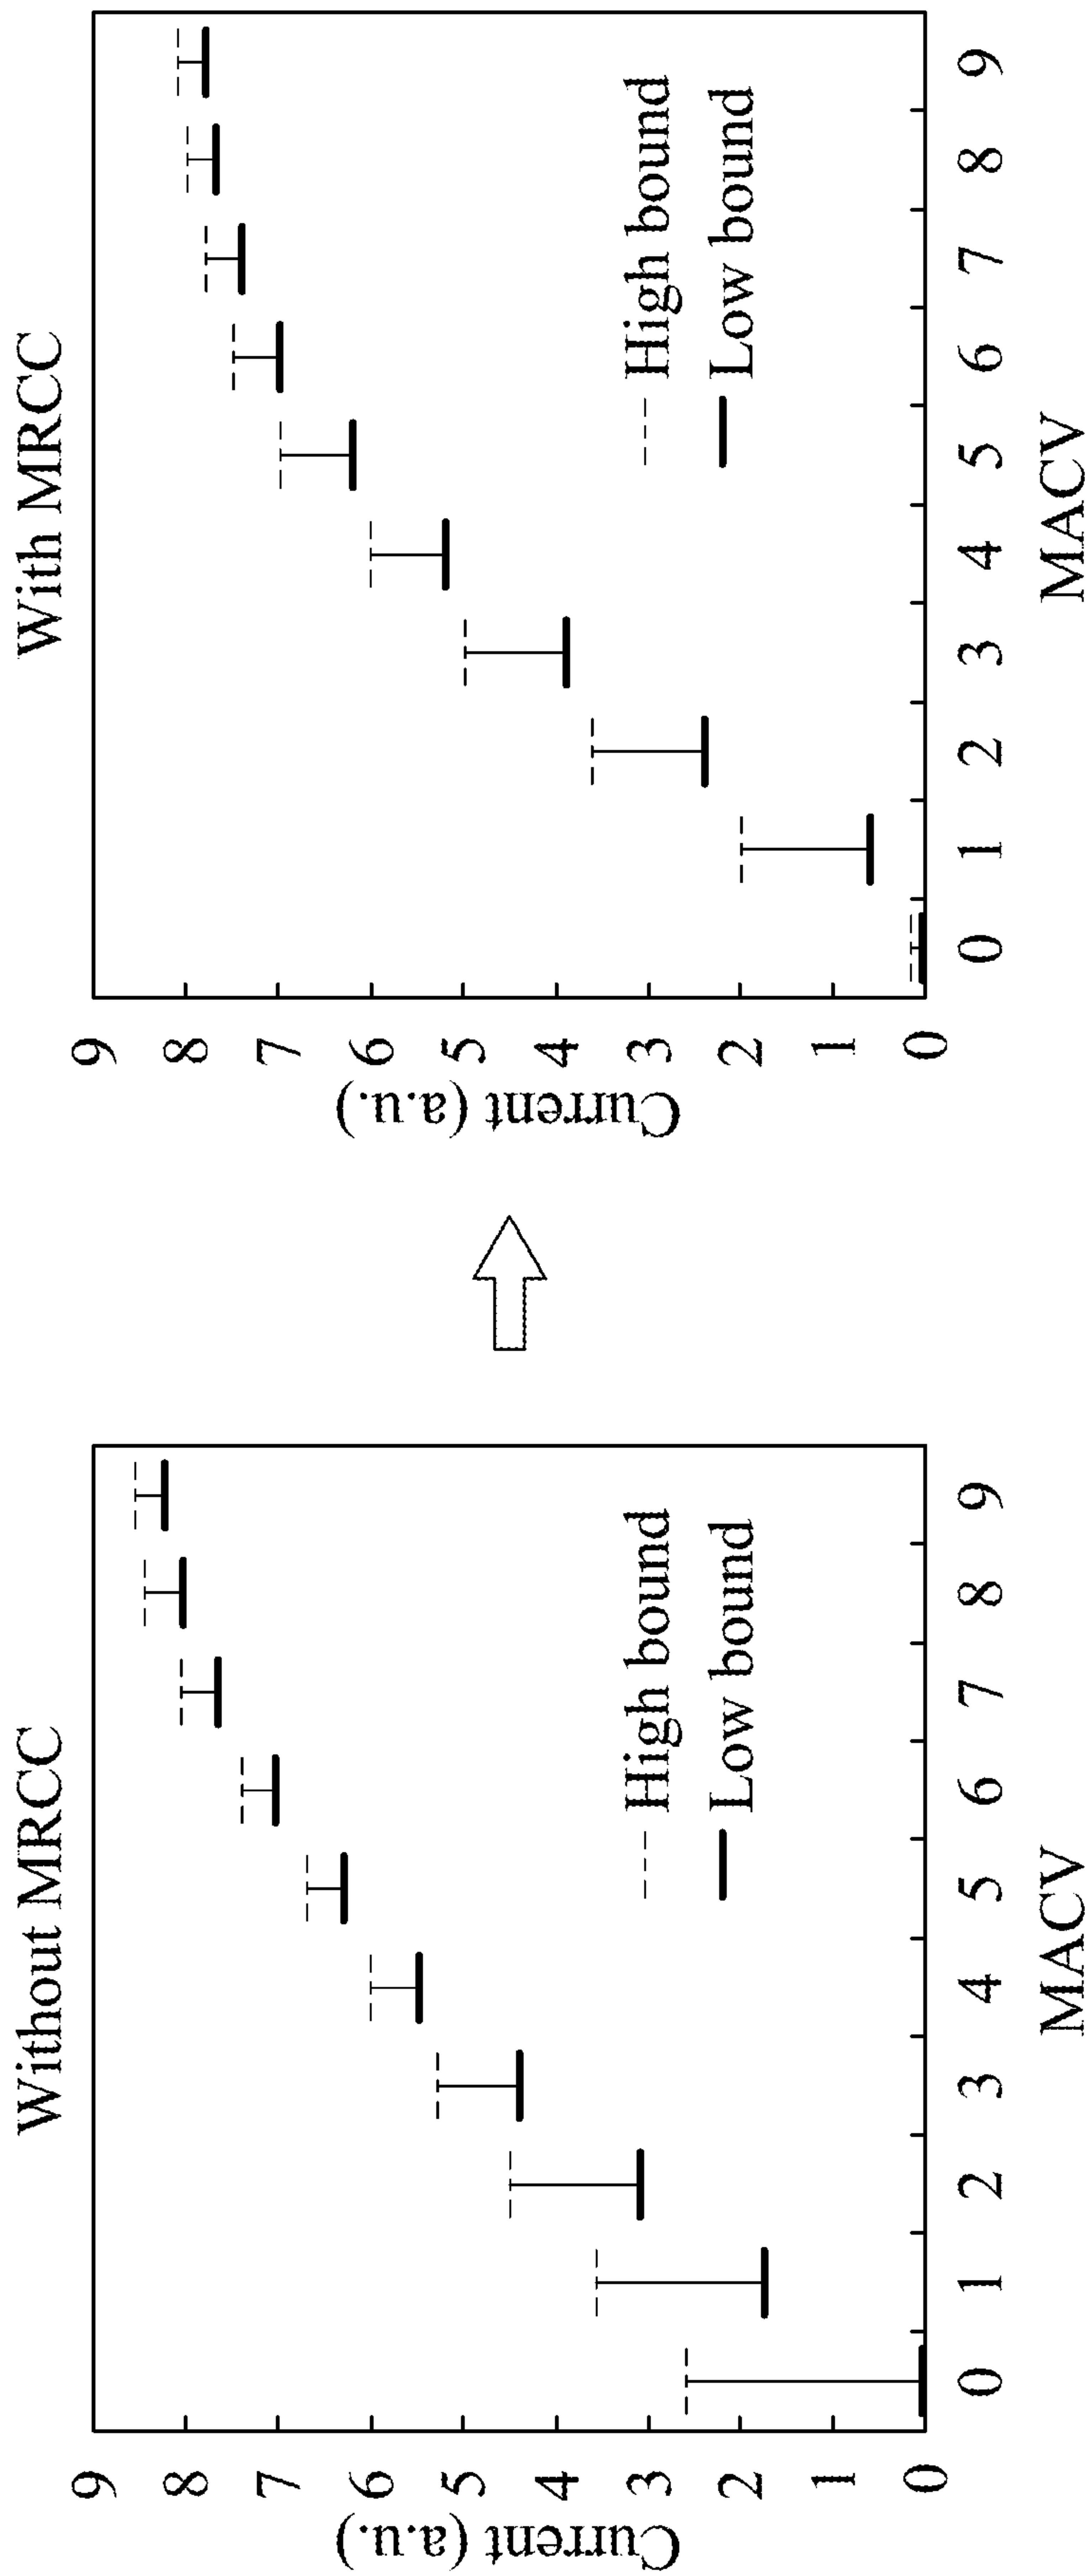 Without MRCC
Current (a.u.)
9
8
7
6
5
4
3
2
1
0
High bound
Low bound
0 1 2 3 4 5 6 7 8 9
MACV
With MRCC
Current (a.u.)
9
8
7
6
5
4
3
2
1
0
High bound
Low bound
0 1 2 3 4 5 6 7 8 9
MACV